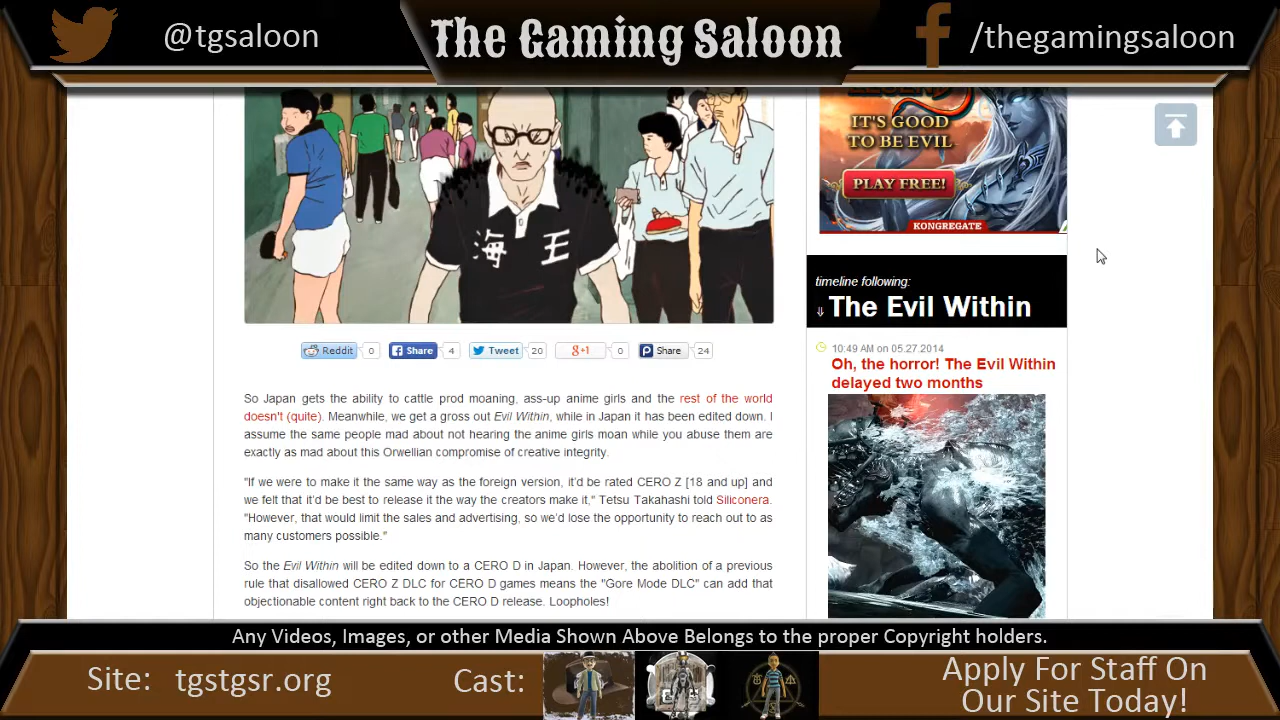 @tgsaloon
The Gaming Saloon
/thegamingsaloon
海王
IT'S GOOD
TO BE EVIL
PLAY FREE!
KONGREGATE
timeline following:
⇓ The Evil Within
10:49 AM on 05.27.2014
Oh, the horror! The Evil Within
delayed two months
Reddit 0 Share 4 Tweet 20 +1 0 Share 24
So Japan gets the ability to cattle prod moaning, ass-up anime girls and the rest of the world
doesn't (quite). Meanwhile, we get a gross out Evil Within, while in Japan it has been edited down. I
assume the same people mad about not hearing the anime girls moan while you abuse them are
exactly as mad about this Orwellian compromise of creative integrity.
"If we were to make it the same way as the foreign version, it'd be rated CERO Z [18 and up] and
we felt that it'd be best to release it the way the creators make it," Tetsu Takahashi told Siliconera.
"However, that would limit the sales and advertising, so we'd lose the opportunity to reach out to as
many customers possible."
So the Evil Within will be edited down to a CERO D in Japan. However, the abolition of a previous
rule that disallowed CERO Z DLC for CERO D games means the "Gore Mode DLC" can add that
objectionable content right back to the CERO D release. Loopholes!
Any Videos, Images, or other Media Shown Above Belongs to the proper Copyright holders.
Site: tgstgsr.org
Cast:
Apply For Staff On
Our Site Today!